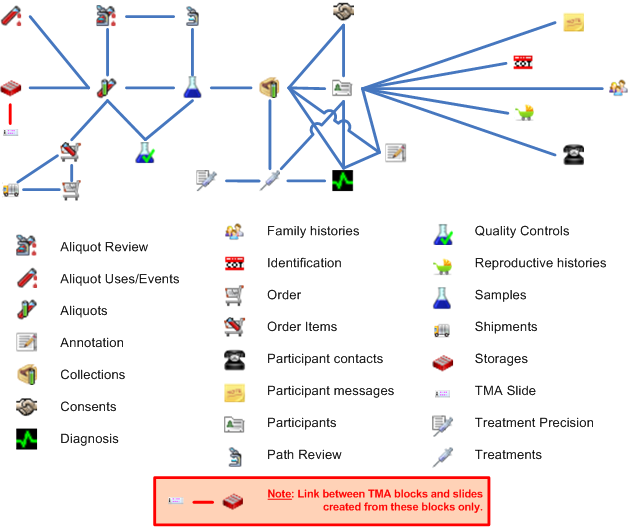 Aliquot Review
Aliquot Uses/Events
Aliquots
Annotation
Collections
Consents
Diagnosis
Family histories
Identification
Order
Order Items
Participant contacts
Participant messages
Participants
Path Review
Quality Controls
Reproductive histories
Samples
Shipments
Storages
TMA Slide
Treatment Precision
Treatments
Note: Link between TMA blocks and slides
created from these blocks only.